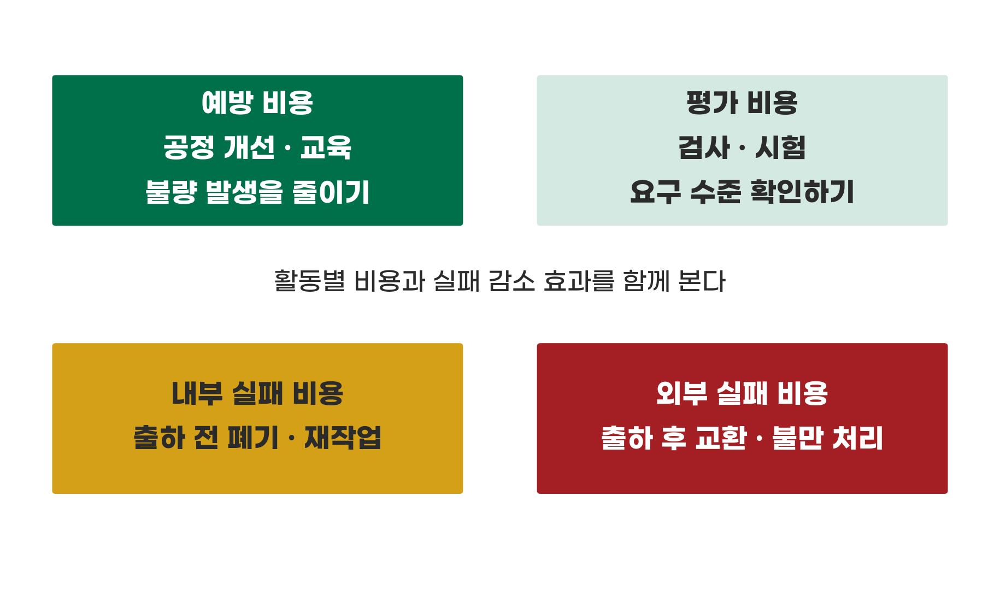 예방 비용
공정 개선 · 교육
불량 발생을 줄이기
평가 비용
검사 · 시험
요구 수준 확인하기
활동별 비용과 실패 감소 효과를 함께 본다
내부 실패 비용
출하 전 폐기 · 재작업
외부 실패 비용
출하 후 교환 · 불만 처리